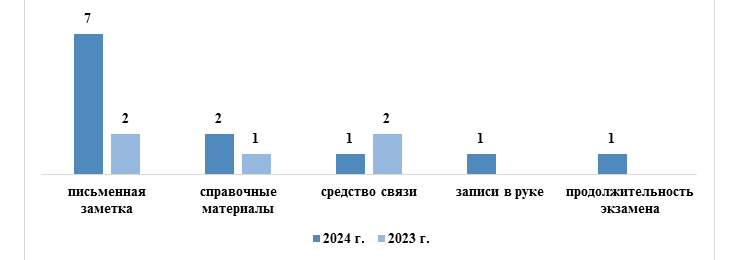 7
2
2
1
1
2
1
1
письменная
заметка
справочные
материалы
средство связи
записи в руке
продолжительность
экзамена
2024 г. 2023 г.